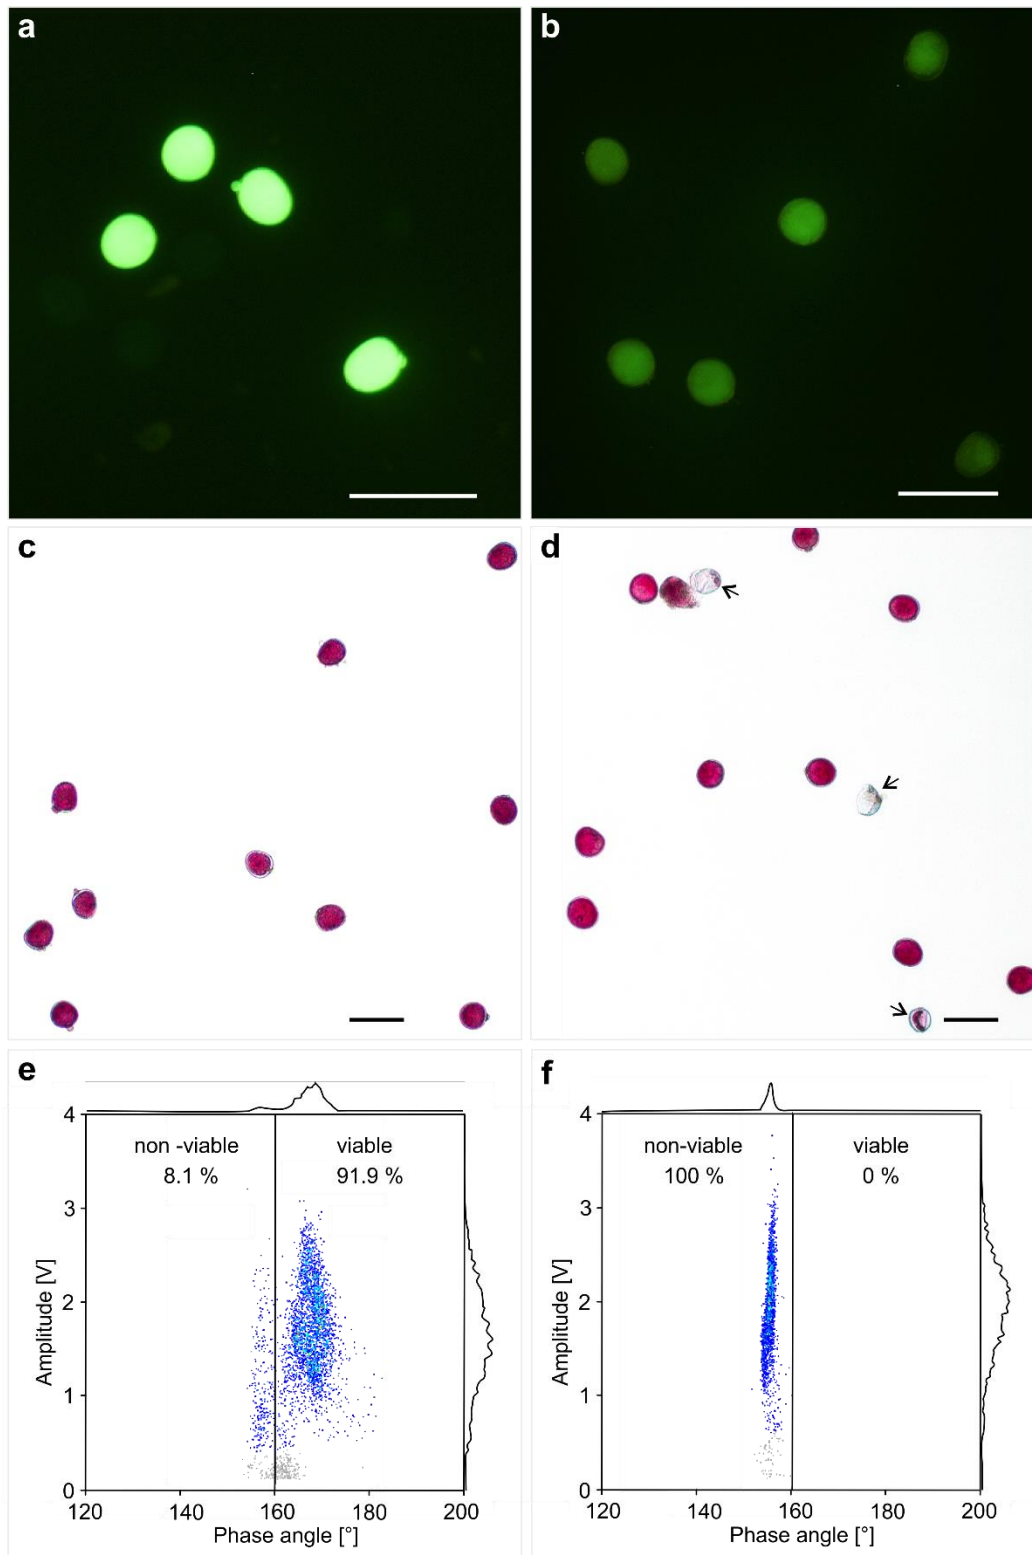 a
b
c
d
e
f
4
3
2
1
0
Amplitude [V]
non -viable
8.1 %
viable
91.9 %
120
140
160
180
200
Phase angle [°]
4
3
2
1
0
Amplitude [V]
non-viable
100 %
viable
0 %
120
140
160
180
200
Phase angle [°]